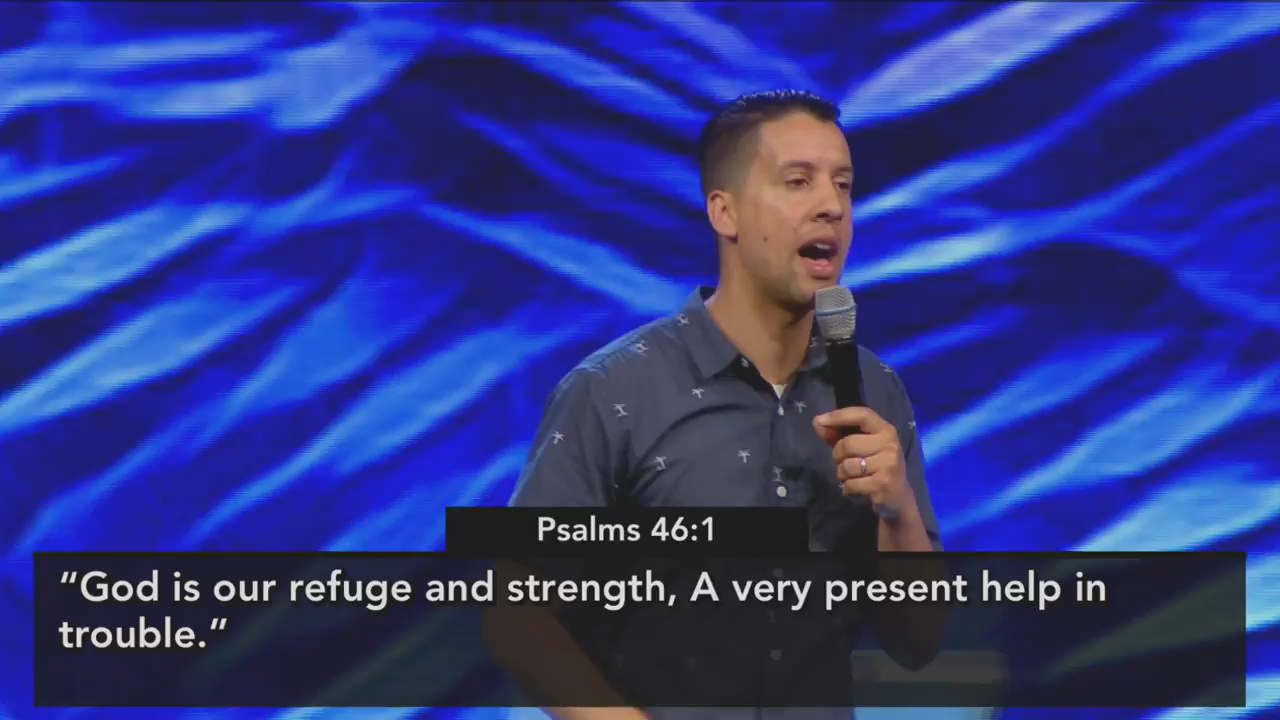 Psalms 46:1
“God is our refuge and strength, A very present help in
trouble.”